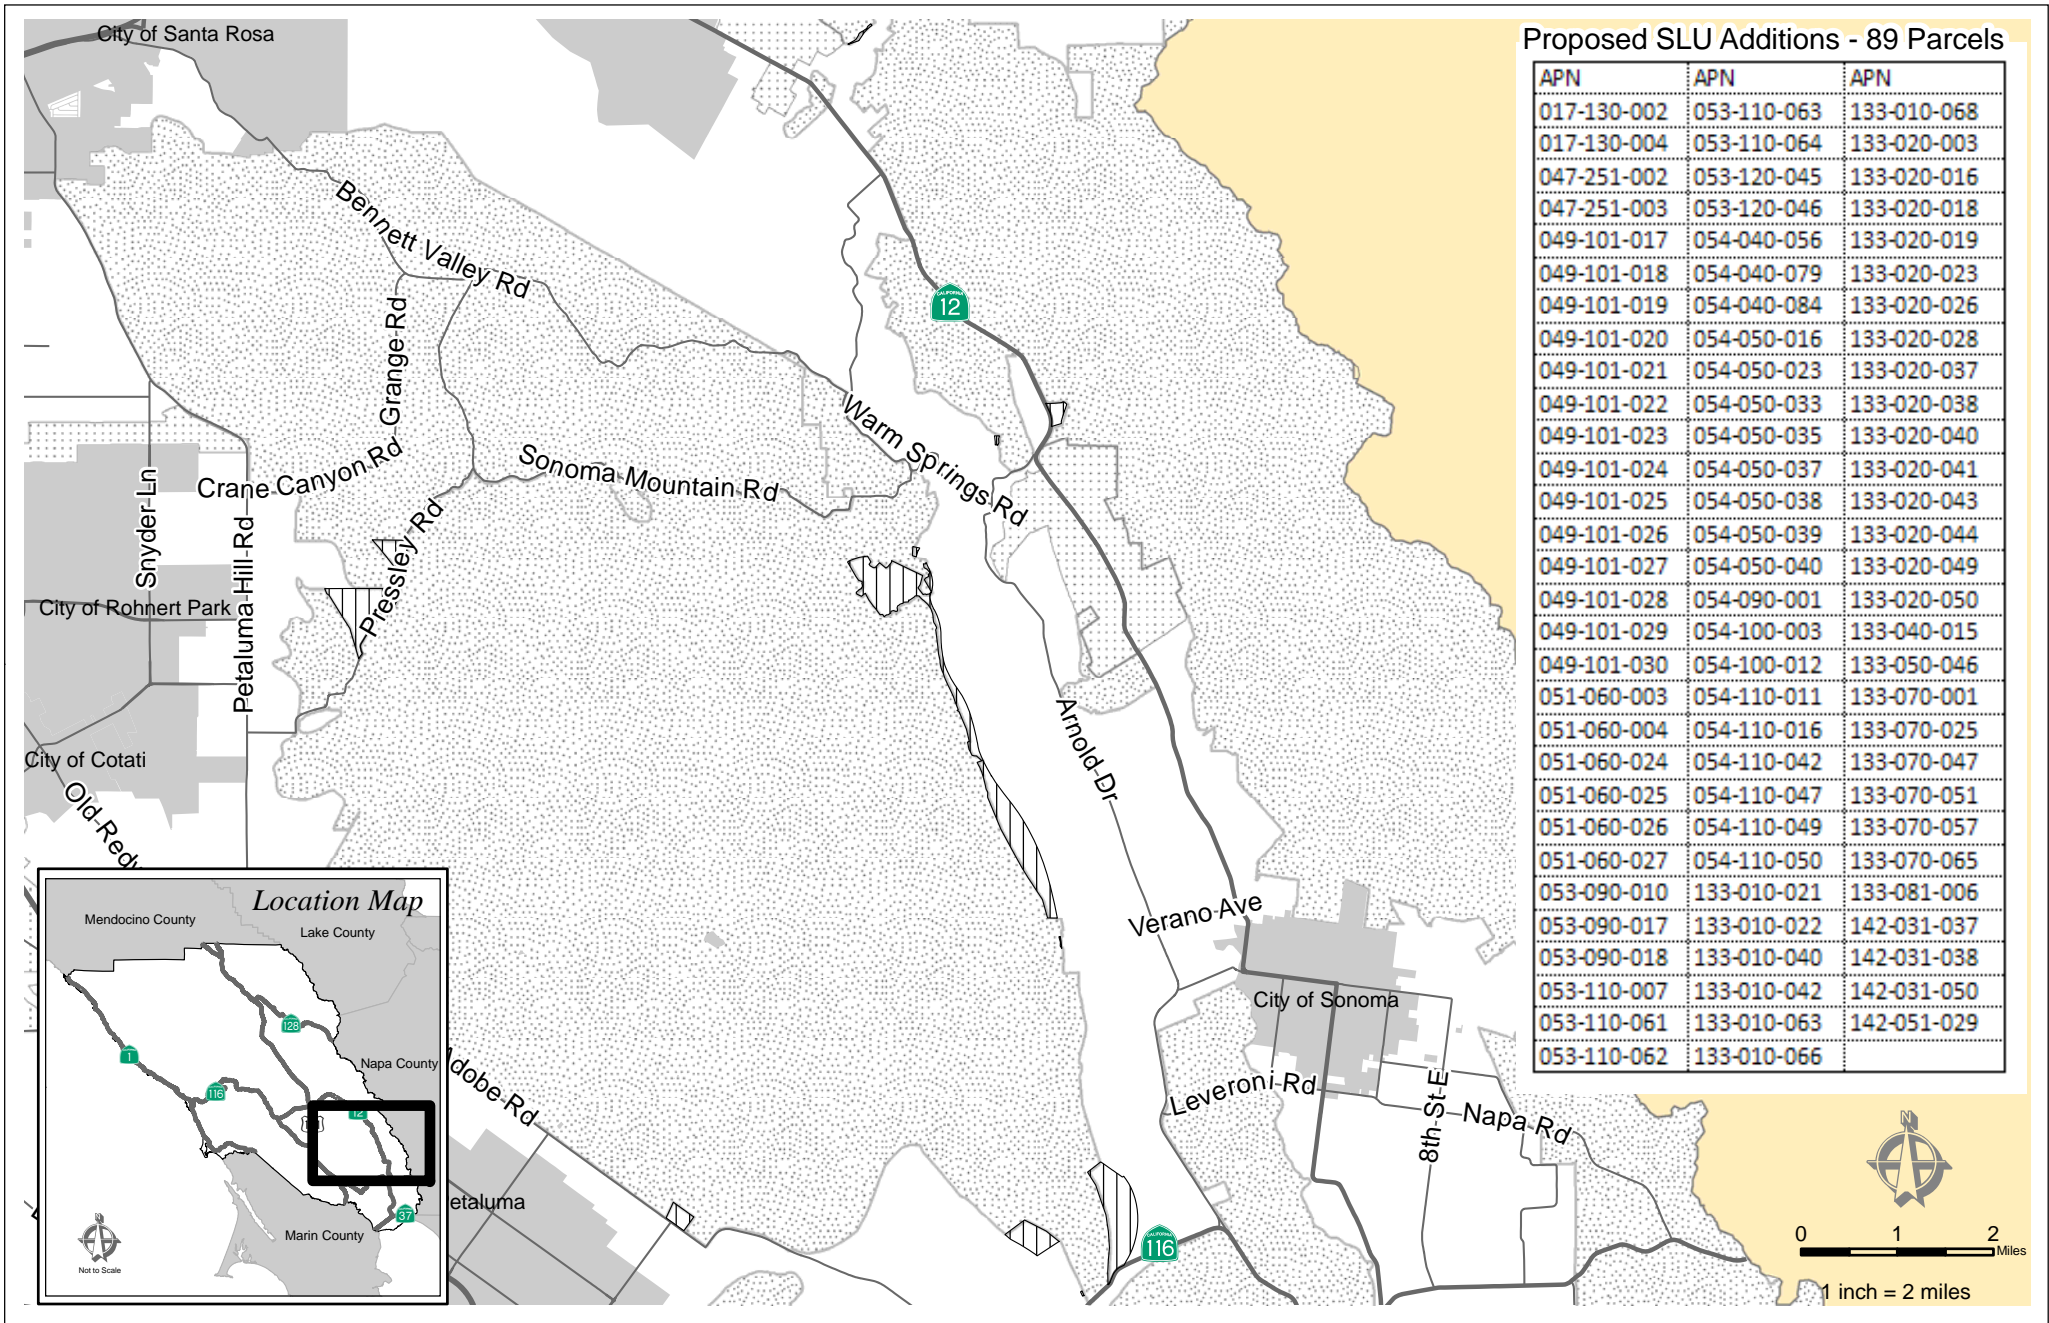 City of Santa Rosa
Proposed SLU Additions - 89 Parcels
APN APN APN
017-130-002 053-110-063 133-010-068
017-130-004 053-110-064 133-020-003
047-251-002 053-120-045 133-020-016
047-251-003 053-120-046 133-020-018
049-101-017 054-040-056 133-020-019
049-101-018 054-040-079 133-020-023
049-101-019 054-040-084 133-020-026
049-101-020 054-050-016 133-020-028
049-101-021 054-050-023 133-020-037
049-101-022 054-050-033 133-020-038
049-101-023 054-050-035 133-020-040
049-101-024 054-050-037 133-020-041
049-101-025 054-050-038 133-020-043
049-101-026 054-050-039 133-020-044
049-101-027 054-050-040 133-020-049
049-101-028 054-090-001 133-020-050
049-101-029 054-100-003 133-040-015
049-101-030 054-100-012 133-050-046
051-060-003 054-110-011 133-070-001
051-060-004 054-110-016 133-070-025
051-060-024 054-110-042 133-070-047
051-060-025 054-110-047 133-070-051
051-060-026 054-110-049 133-070-057
051-060-027 054-110-050 133-070-065
053-090-010 133-010-021 133-081-006
053-090-017 133-010-022 142-031-037
053-090-018 133-010-040 142-031-038
053-110-007 133-010-042 142-031-050
053-110-061 133-010-063 142-051-029
053-110-062 133-010-066
Bennett Valley Rd
CALIFORNIA
12
Grange Rd
Warm Springs Rd
Crane Canyon Rd
Sonoma Mountain Rd
Snyder Ln
Pressley Rd
Petaluma Hill Rd
City of Rohnert Park
City of Cotati
Old Redw
Arnold Dr
Verano Ave
City of Sonoma
Leveroni Rd
8th St E
Napa Rd
Adobe Rd
etaluma
CALIFORNIA
116
Location Map
Mendocino County
Lake County
128
1
Napa County
116
12
37
Marin County
N
Not to Scale
N
0 1 2
Miles
1 inch = 2 miles